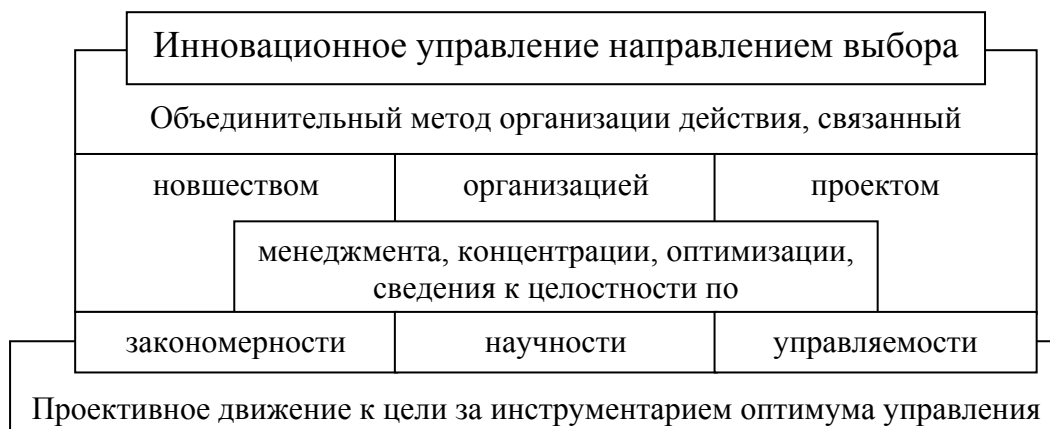 Инновационное управление направлением выбора
Объединительный метод организации действия, связанный
новшеством организацией проектом
менеджмента, концентрации, оптимизации,
сведения к целостности по
закономерности научности управляемости
Проективное движение к цели за инструментарием оптимума управления